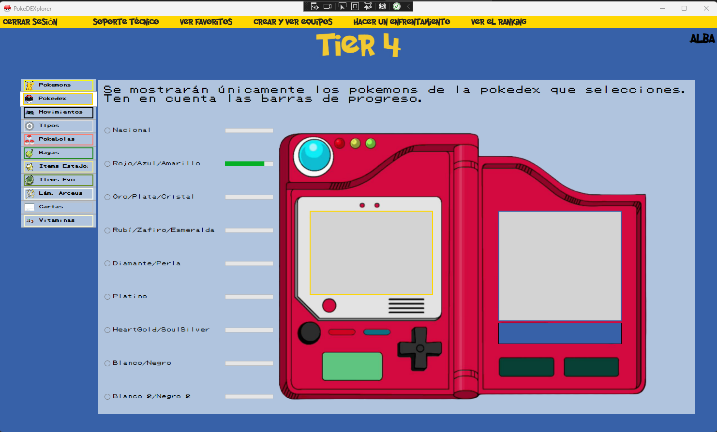 PokeDEXplorer
CERRAR SESIÓN
SOPORTE TÉCNICO
VER FAVORITOS
CREAR Y VER EQUIPOS
HACER UN ENFRENTAMIENTO
VER EL RANKING
TIER 4
ALBA
Pokemons
Pokedex
Movimientos
Tipos
Pokeballs
Bayas
Items Estado.
Items Evo
Lám. Arceus
Cartas
Vitaminas
Se mostrarán únicamente los pokemons de la pokedex que selecciones.
Ten en cuenta las barras de progreso.
Nacional
Rojo/Azul/Amarillo
Oro/Plata/Cristal
Rubí/Zafiro/Esmeralda
Diamante/Perla
Platino
HeartGold/SoulSilver
Blanco/Negro
Blanco 2/Negro 2